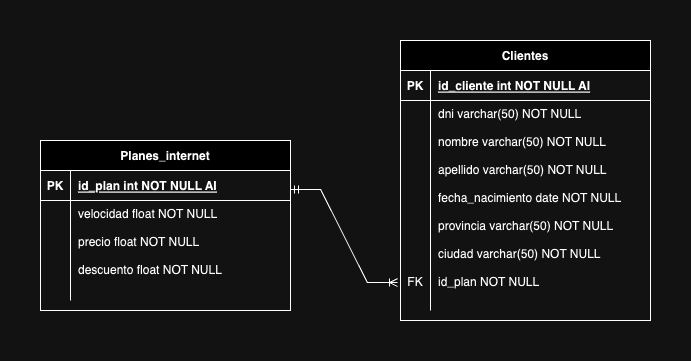 Planes_internet
PK id_plan int NOT NULL AI
velocidad float NOT NULL
precio float NOT NULL
descuento float NOT NULL
Clientes
PK id_cliente int NOT NULL AI
dni varchar(50) NOT NULL
nombre varchar(50) NOT NULL
apellido varchar(50) NOT NULL
fecha_nacimiento date NOT NULL
provincia varchar(50) NOT NULL
ciudad varchar(50) NOT NULL
FK id_plan NOT NULL